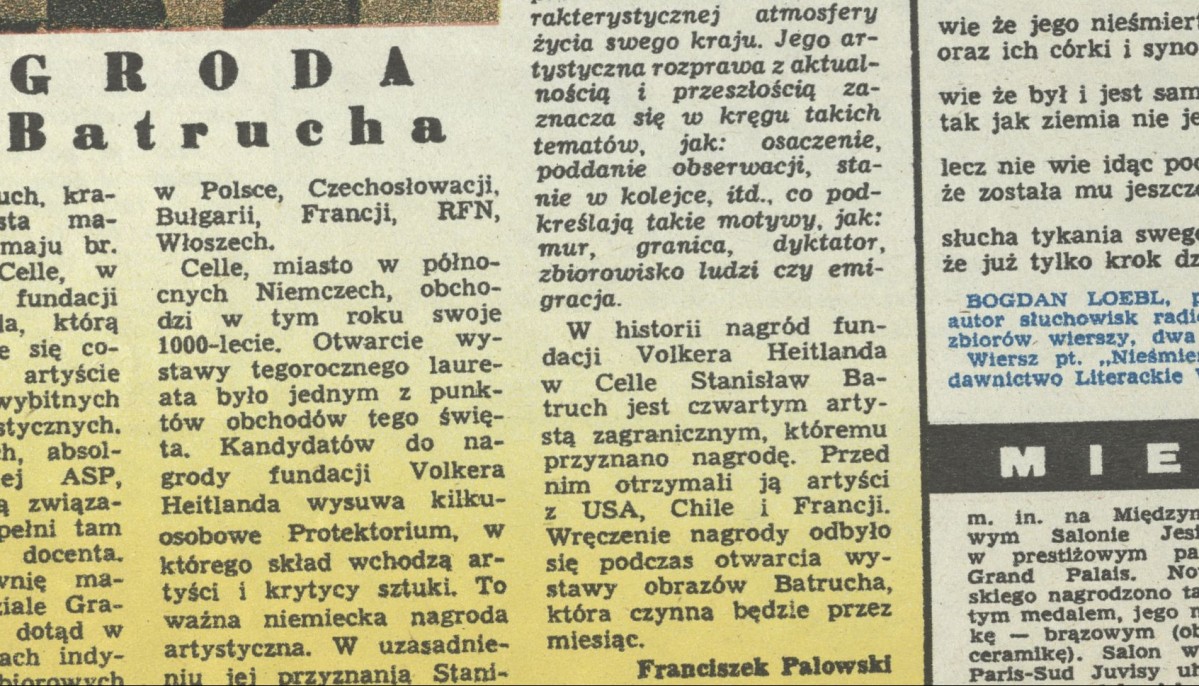 GRODA
Batrucha
uch, kra-
sta ma-
maju br.
Celle, w
fundacji
la, którą
e się co-
artyście
wybitnych
stycznych.
h, absol-
ej ASP,
ą związa-
pełni tam
docenta.
wnię ma-
ziale Gra-
dotąd w
ach indy-
biorowych
w Polsce, Czechosłowacji,
Bułgarii, Francji, RFN,
Włoszech.
Celle, miasto w półno-
cnych Niemczech, obcho-
dzi w tym roku swoje
1000-lecie. Otwarcie wy-
stawy tegorocznego laure-
ata było jednym z punk-
tów obchodów tego świę-
ta. Kandydatów do na-
grody fundacji Volkera
Heitlanda wysuwa kilku-
osobowe Protektorium, w
którego skład wchodzą ar-
tyści i krytycy sztuki. To
ważna niemiecka nagroda
artystyczna. W uzasadnie-
niu jej przyznania Stani-
rakterystycznej atmosfery
życia swego kraju. Jego ar-
tystyczna rozprawa z aktual-
nością i przeszłością za-
znacza się w kręgu takich
tematów, jak: osaczenie,
poddanie obserwacji, sta-
nie w kolejce, itd., co pod-
kreślają takie motywy, jak:
mur, granica, dyktator,
zbiorowisko ludzi czy emi-
gracja.
W historii nagród fun-
dacji Volkera Heitlanda
w Celle Stanisław Ba-
truch jest czwartym arty-
stą zagranicznym, któremu
przyznano nagrodę. Przed
nim otrzymali ją artyści
z USA, Chile i Francji.
Wręczenie nagrody odbyło
się podczas otwarcia wy-
stawy obrazów Batrucha,
która czynna będzie przez
miesiąc.
Franciszek Palowski
wie że jego nieśmiert
oraz ich córki i syno
wie że był i jest sam
tak jak ziemia nie je
lecz nie wie idąc poc
że została mu jeszcz
słucha tykania swego
że już tylko krok dz
BOGDAN LOEBL, p
autor słuchowisk radi
zbiorów wierszy, dwa
Wiersz pt. „Nieśmie
dawnictwo Literackie W
MIE
m. in. na Międzyn
wym Salonie Jesi
w prestiżowym pa
Grand Palais. No
skiego nagrodzono ta
tym medalem, jego r
kę — brązowym (ob
ceramikę). Salon w
Paris-Sud Juvisy ub